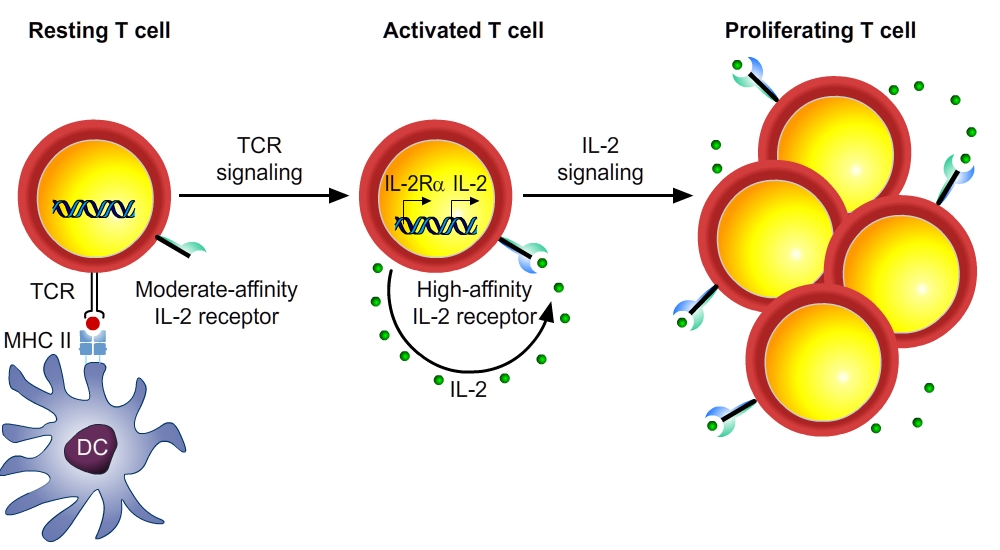 Resting T cell
Activated T cell
Proliferating T cell
TCR
signaling
IL-2
signaling
IL-2Rα IL-2
TCR
Moderate-affinity
IL-2 receptor
High-affinity
IL-2 receptor
MHC II
IL-2
DC